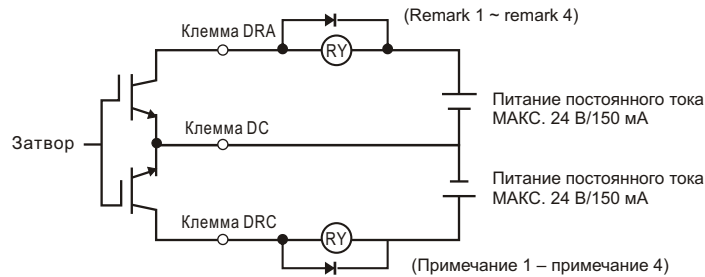 Клемма DRA
(Remark 1 ~ remark 4)
RY
Питание постоянного тока
МАКС. 24 В/150 мА
Клемма DC
Затвор
Питание постоянного тока
МАКС. 24 В/150 мА
Клемма DRC
RY
(Примечание 1 – примечание 4)